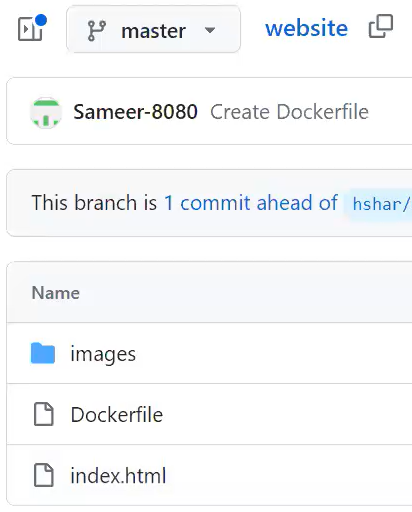 master website
Sameer-8080 Create Dockerfile
This branch is 1 commit ahead of hshar/
Name
images
Dockerfile
index.html